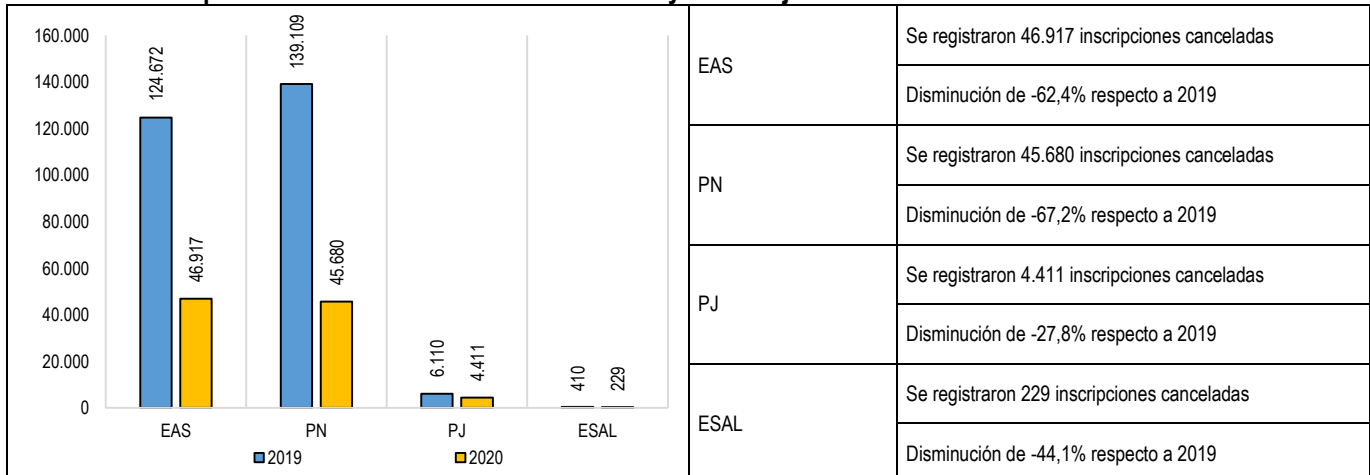 160.000
140.000
120.000
100.000
80.000
60.000
40.000
20.000
0
124.672
46.917
139.109
45.680
6.110
4.411
410
229
EAS PN PJ ESAL
2019 2020
EAS
Se registraron 46.917 inscripciones canceladas
Disminución de -62,4% respecto a 2019
PN
Se registraron 45.680 inscripciones canceladas
Disminución de -67,2% respecto a 2019
PJ
Se registraron 4.411 inscripciones canceladas
Disminución de -27,8% respecto a 2019
ESAL
Se registraron 229 inscripciones canceladas
Disminución de -44,1% respecto a 2019